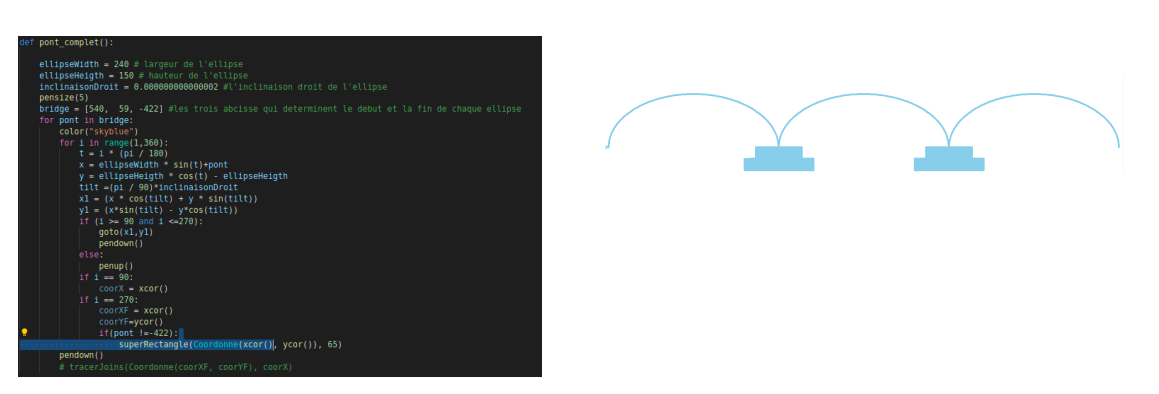 def pont_complet():
ellipseWidth = 240 # largeur de l'ellipse
ellipseHeigth = 150 # hauteur de l'ellipse
inclinaisonDroit = 0.000000000000002 #l'inclinaison droit de l'ellipse
pensize(5)
bridge = [540,  59, -422] #les trois abcisse qui determinent le debut et la fin de chaque ellipse
for pont in bridge:
color("skyblue")
for i in range(1,360):
t = i * (pi / 180)
x = ellipseWidth * sin(t)+pont
y = ellipseHeigth * cos(t) - ellipseHeigth
tilt =(pi / 90)*inclinaisonDroit
x1 = (x * cos(tilt) + y * sin(tilt))
y1 = (x*sin(tilt) - y*cos(tilt))
if (i >= 90 and i <=270):
goto(x1,y1)
pendown()
else:
penup()
if i == 90:
coorX = xcor()
if i == 270:
coorXF = xcor()
coorYF=ycor()
if(pont !=-422):
superRectangle(Coordonne(xcor(), ycor()), 65)
pendown()
# tracerJoins(Coordonne(coorXF, coorYF), coorX)